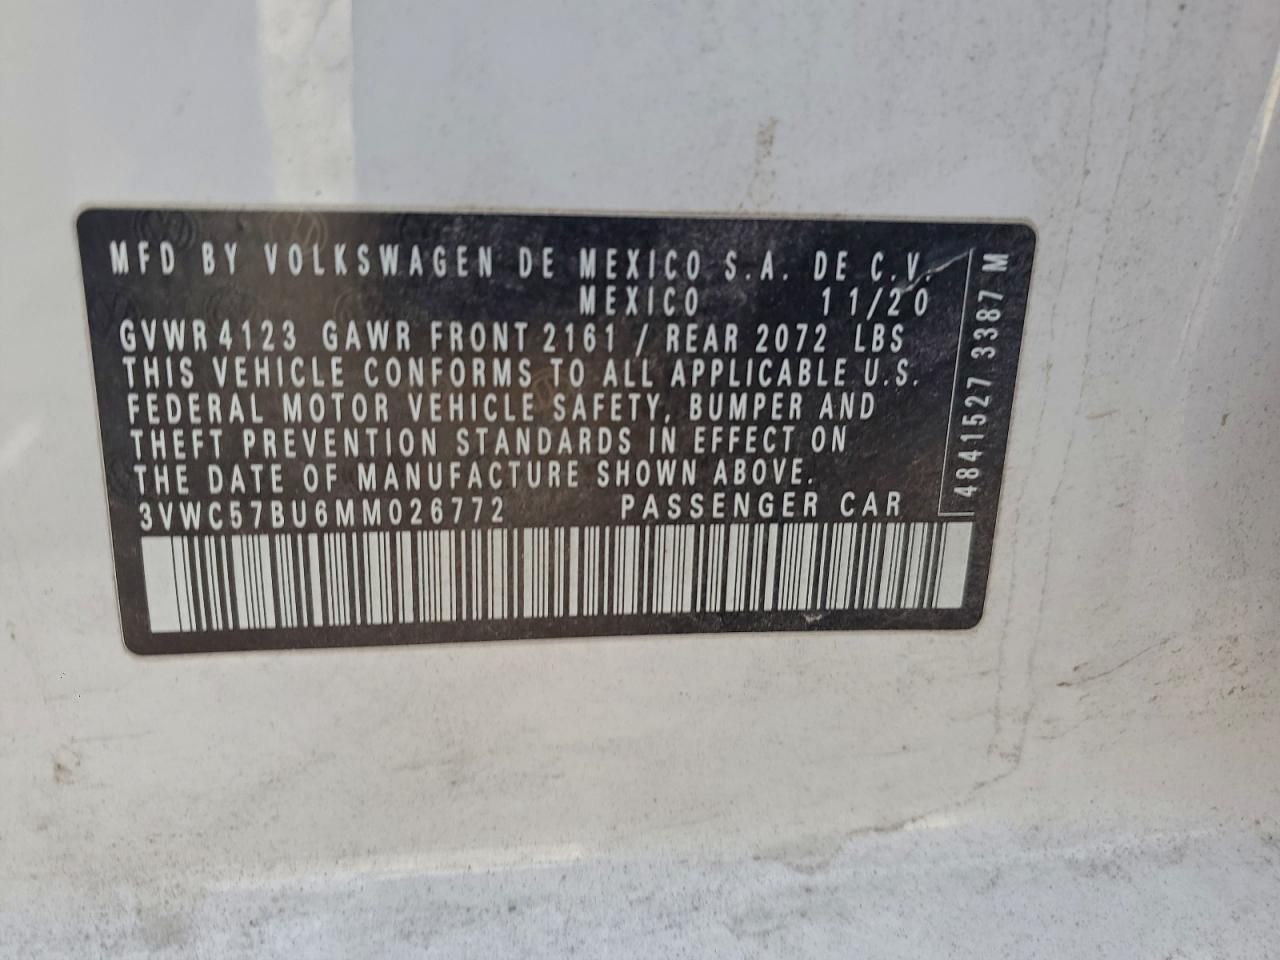 MFD BY VOLKSWAGEN DE MEXICO S.A. DE C.V.
MEXICO 11/20
GVWR 4123 GAWR FRONT 2161 / REAR 2072 LBS
THIS VEHICLE CONFORMS TO ALL APPLICABLE U.S.
FEDERAL MOTOR VEHICLE SAFETY, BUMPER AND
THEFT PREVENTION STANDARDS IN EFFECT ON
THE DATE OF MANUFACTURE SHOWN ABOVE.
3VWC57BU6MM026772 PASSENGER CAR
4841527 3387 M